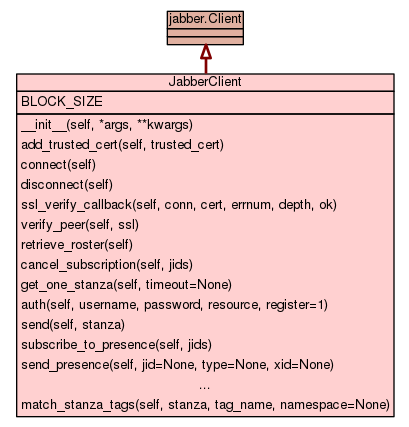 jabber.Client
JabberClient
BLOCK_SIZE
__init__(self, *args, **kwargs)
add_trusted_cert(self, trusted_cert)
connect(self)
disconnect(self)
ssl_verify_callback(self, conn, cert, errnum, depth, ok)
verify_peer(self, ssl)
retrieve_roster(self)
cancel_subscription(self, jids)
get_one_stanza(self, timeout=None)
auth(self, username, password, resource, register=1)
send(self, stanza)
subscribe_to_presence(self, jids)
send_presence(self, jid=None, type=None, xid=None)
...
match_stanza_tags(self, stanza, tag_name, namespace=None)